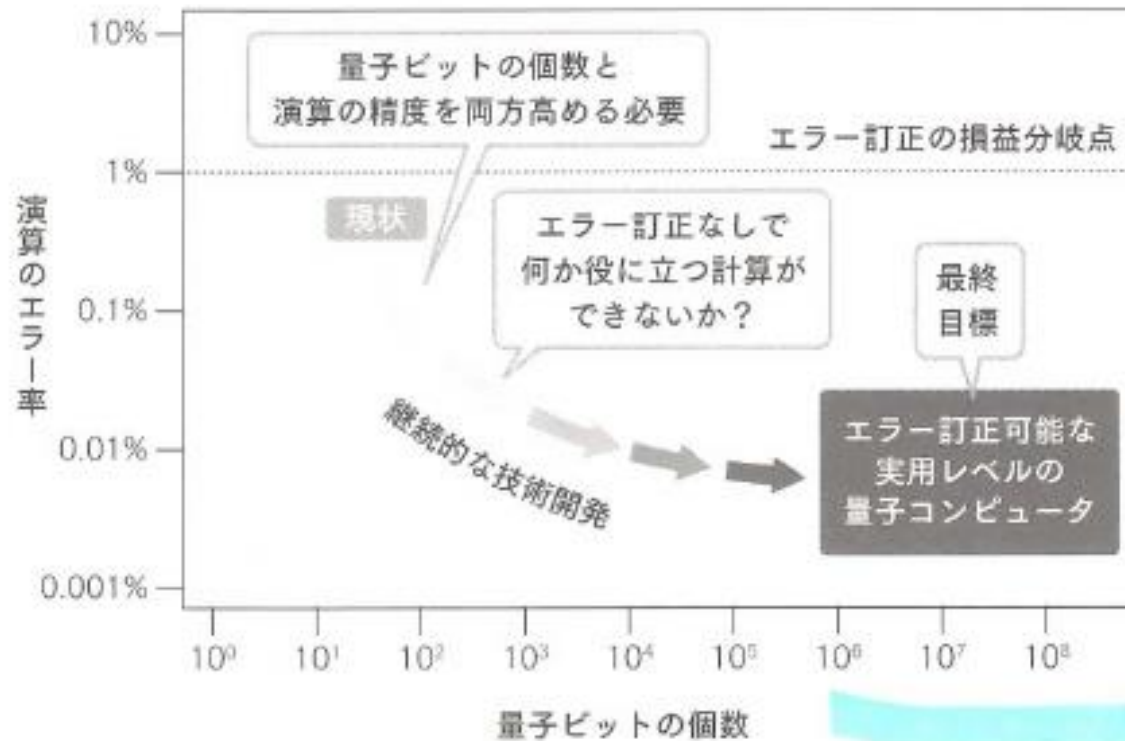 10%
量子ビットの個数と
演算の精度を両方高める必要
エラー訂正の損益分岐点
1%
現状
エラー訂正なしで
何か役に立つ計算が
できないか？
演算のエラー率
0.1%
最終
目標
継続的な技術開発
0.01%
エラー訂正可能な
実用レベルの
量子コンピュータ
0.001%
10⁰ 10¹ 10² 10³ 10⁴ 10⁵ 10⁶ 10⁷ 10⁸
量子ビットの個数